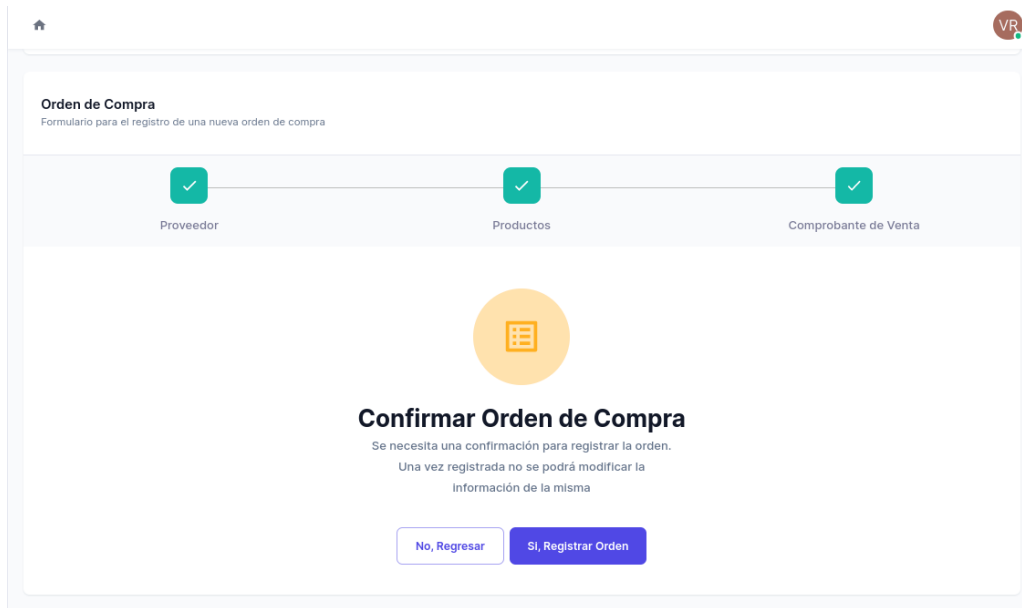 VR
Orden de Compra
Formulario para el registro de una nueva orden de compra
Proveedor
Productos
Comprobante de Venta
Confirmar Orden de Compra
Se necesita una confirmación para registrar la orden.
Una vez registrada no se podrá modificar la
información de la misma
No, Regresar
Si, Registrar Orden